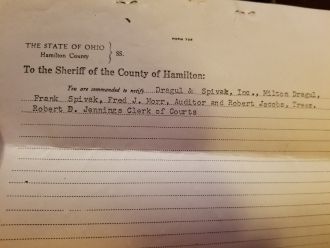 FORM 708
THE STATE OF OHIO
Hamilton County } SS.
To the Sheriff of the County of Hamilton:
You are commanded to notify Dragul & Spivak, Inc., Milton Dragul,
Frank Spivak, Fred J. Morr, Auditor and Robert Jacobs, Treas.
Robert D. Jennings Clerk of Courts